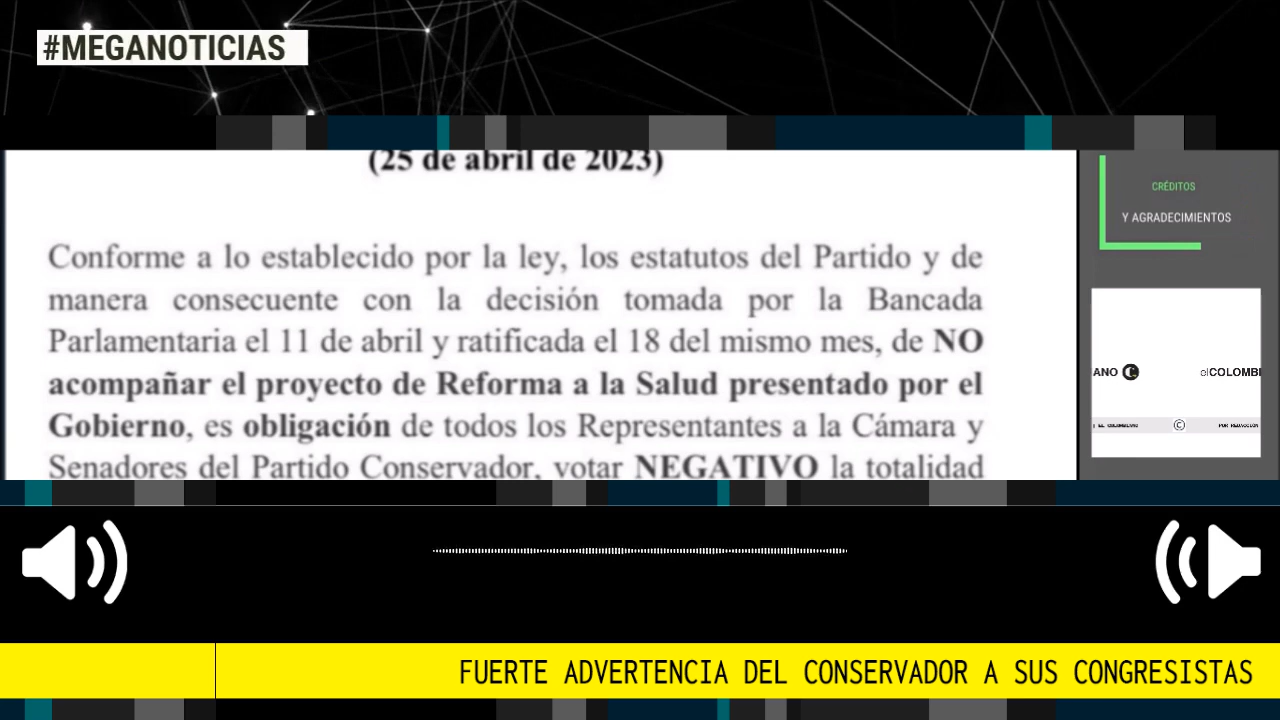 #MEGANOTICIAS
(25 de abril de 2023)
Conforme a lo establecido por la ley, los estatutos del Partido y de
manera consecuente con la decisión tomada por la Bancada
Parlamentaria el 11 de abril y ratificada el 18 del mismo mes, de NO
acompañar el proyecto de Reforma a la Salud presentado por el
Gobierno, es obligación de todos los Representantes a la Cámara y
Senadores del Partido Conservador, votar NEGATIVO la totalidad
CRÉDITOS
Y AGRADECIMIENTOS
ANO elCOLOMBI
| EL COLOMBIANO © POR REDACCIÓN
FUERTE ADVERTENCIA DEL CONSERVADOR A SUS CONGRESISTAS